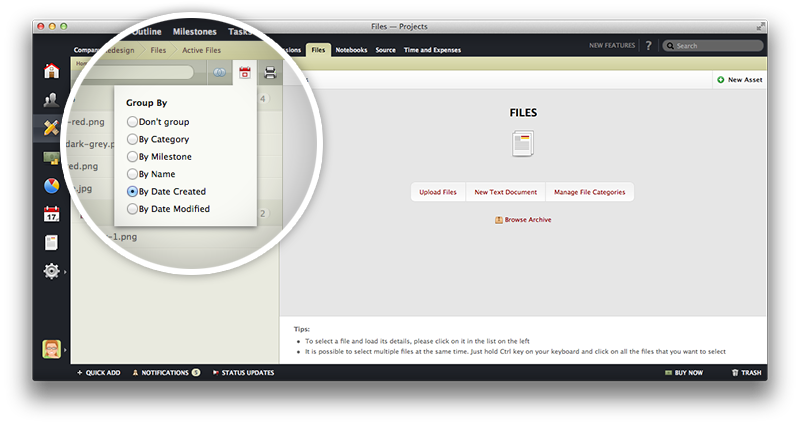 Files — Projects
Outline Milestones Tasks
Files Notebooks Source Time and Expenses
NEW FEATURES ? Search
Files Active Files
New Asset
4
Group By
Don't group
By Category
By Milestone
By Name
By Date Created
By Date Modified
-red.png
dark-grey.p
red.png
.jpg
2
-1.png
17
FILES
Upload Files New Text Document Manage File Categories
Browse Archive
Tips:
To select a file and load its details, please click on it in the list on the left
It is possible to select multiple files at the same time. Just hold Ctrl key on your keyboard and click on all the files that you want to select
+ QUICK ADD NOTIFICATIONS 5 STATUS UPDATES BUY NOW TRASH